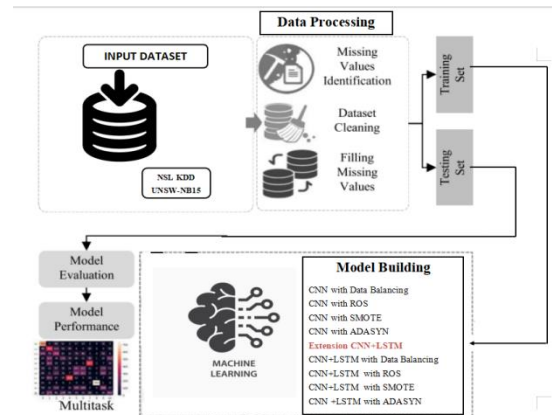 Data Processing
INPUT DATASET
NSL KDD
UNSW-NB15
Missing
Values
Identification
Dataset
Cleaning
Filling
Missing
Values
Training
Set
Testing
Set
Model
Evaluation
Model
Performance
Multitask
MACHINE
LEARNING
Model Building
CNN with Data Balancing
CNN with ROS
CNN with SMOTE
CNN with ADASYN
Extension CNN+LSTM
CNN+LSTM with Data Balancing
CNN+LSTM with ROS
CNN+LSTM with SMOTE
CNN +LSTM with ADASYN